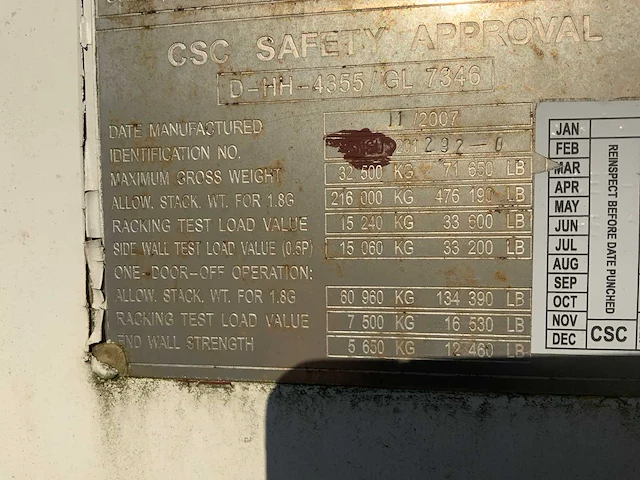 CSC SAFETY APPROVAL
D-HH-4355/GL 7346
DATE MANUFACTURED 11/2007
IDENTIFICATION NO. 292-0
MAXIMUM GROSS WEIGHT 32 500 KG 71 650 LB
ALLOW. STACK. WT. FOR 1.8G 216 000 KG 476 190 LB
RACKING TEST LOAD VALUE 15 240 KG 33 600 LB
SIDE WALL TEST LOAD VALUE (0.6P) 15 060 KG 33 200 LB
ONE-DOOR-OFF OPERATION:
ALLOW. STACK. WT. FOR 1.8G 60 960 KG 134 390 LB
RACKING TEST LOAD VALUE 7 500 KG 16 530 LB
END WALL STRENGTH 5 650 KG 12 460 LB
JAN
FEB
MAR
APR
MAY
JUN
JUL
AUG
SEP
OCT
NOV
DEC
REINSPECT BEFORE DATE PUNCHED
CSC